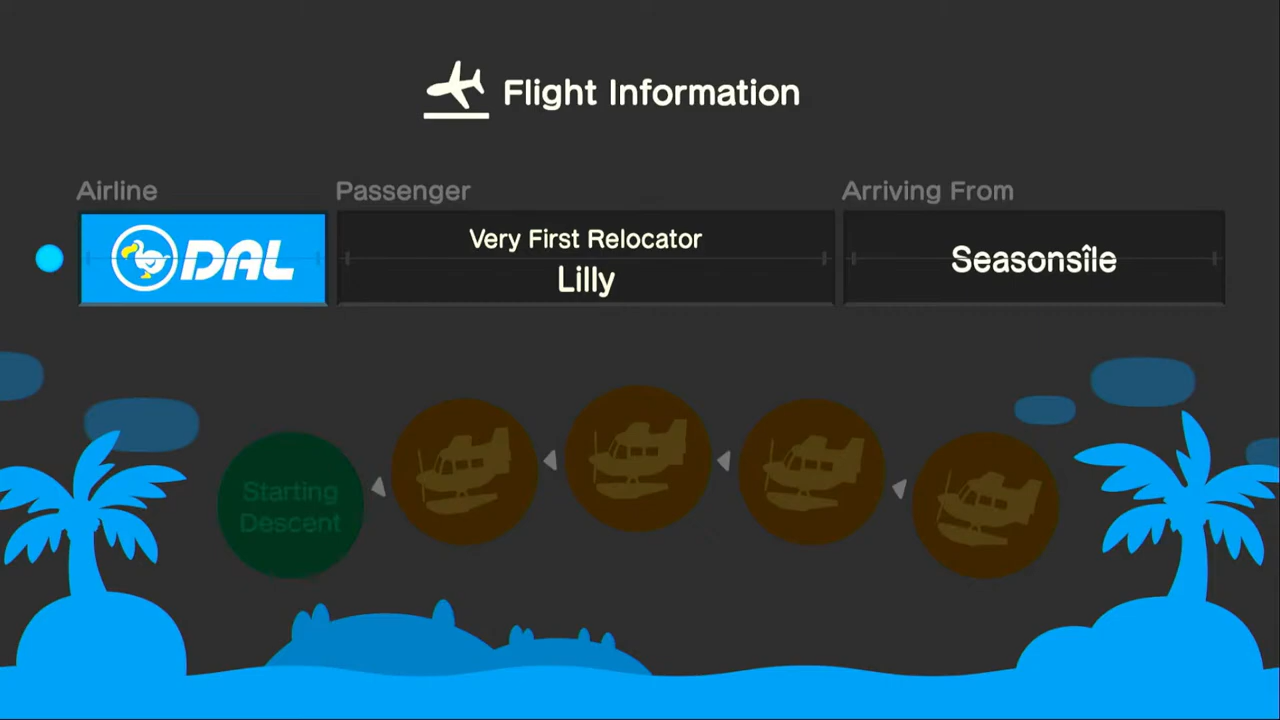 Flight Information
Airline
Passenger
Arriving From
DAL
Very First Relocator
Lilly
Seasonsîle
Starting
Descent